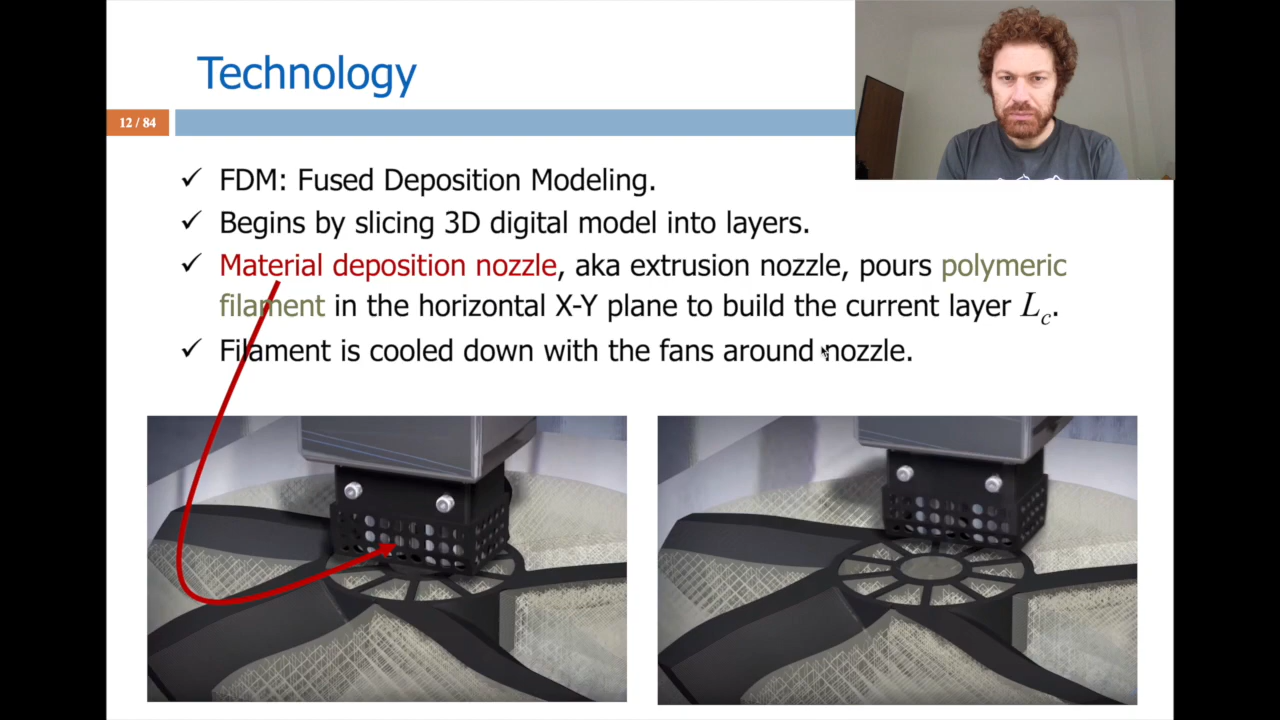 Technology
12 / 84
✓ FDM: Fused Deposition Modeling.
✓ Begins by slicing 3D digital model into layers.
✓ Material deposition nozzle, aka extrusion nozzle, pours polymeric
filament in the horizontal X-Y plane to build the current layer L_c.
✓ Filament is cooled down with the fans around nozzle.